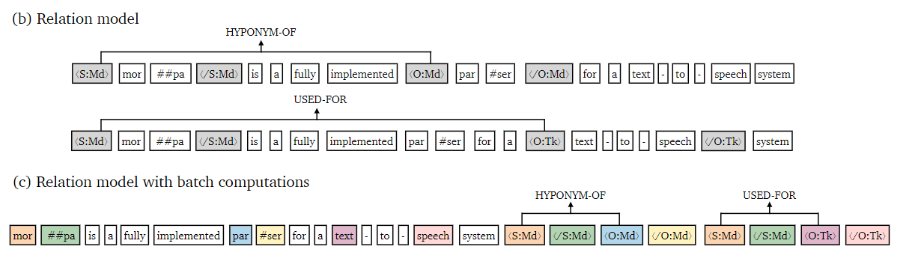 (b) Relation model
HYPONYM-OF
⟨S:Md⟩ mor ##pa ⟨/S:Md⟩ is a fully implemented ⟨O:Md⟩ par #ser ⟨/O:Md⟩ for a text - to - speech system
USED-FOR
⟨S:Md⟩ mor ##pa ⟨/S:Md⟩ is a fully implemented par #ser for a ⟨O:Tk⟩ text - to - speech ⟨/O:Tk⟩ system
(c) Relation model with batch computations
HYPONYM-OF USED-FOR
mor ##pa is a fully implemented par #ser for a text - to - speech system ⟨S:Md⟩ ⟨/S:Md⟩ ⟨O:Md⟩ ⟨/O:Md⟩ ⟨S:Md⟩ ⟨/S:Md⟩ ⟨O:Tk⟩ ⟨/O:Tk⟩